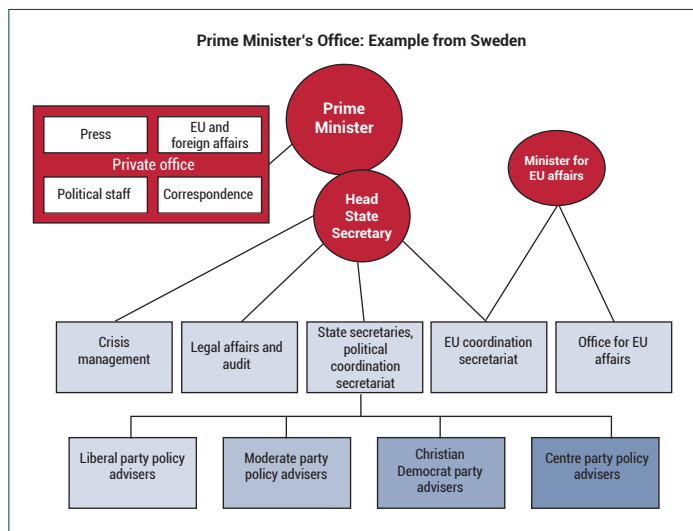 Prime Minister's Office: Example from Sweden
Prime
Minister
Press
EU and
foreign affairs
Private office
Political staff
Correspondence
Minister for
EU affairs
Head
State
Secretary
Crisis
management
Legal affairs and
audit
State secretaries,
political
coordination
secretariat
EU coordination
secretariat
Office for EU
affairs
Liberal party policy
advisers
Moderate party
policy advisers
Christian
Democrat party
advisers
Centre party policy
advisers